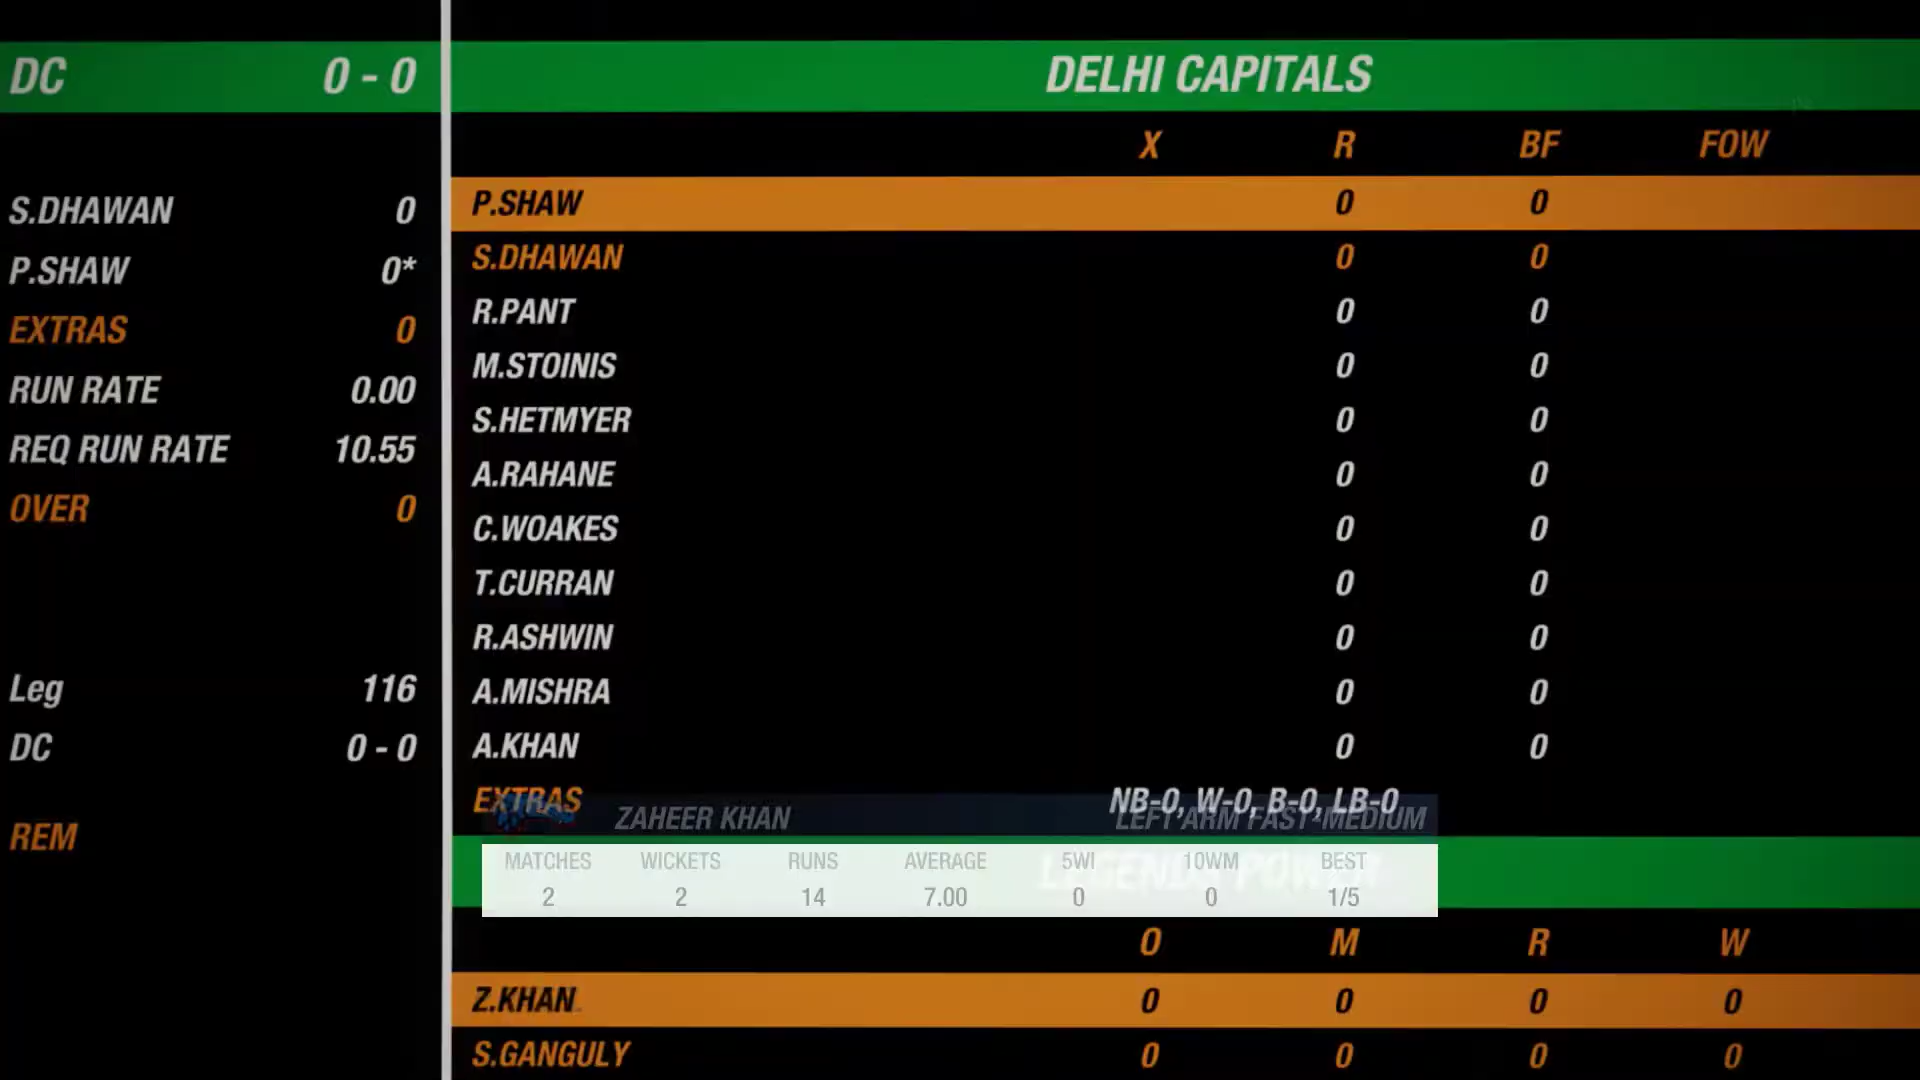 DC 0 - 0
S.DHAWAN 0
P.SHAW 0*
EXTRAS 0
RUN RATE 0.00
REQ RUN RATE 10.55
OVER 0
Leg 116
DC 0 - 0
REM
DELHI CAPITALS
X R BF FOW
P.SHAW 0 0
S.DHAWAN 0 0
R.PANT 0 0
M.STOINIS 0 0
S.HETMYER 0 0
A.RAHANE 0 0
C.WOAKES 0 0
T.CURRAN 0 0
R.ASHWIN 0 0
A.MISHRA 0 0
A.KHAN 0 0
EXTRAS NB-0, W-0, B-0, LB-0
ZAHEER KHAN LEFT ARM FAST-MEDIUM
LEGENDS POWER
MATCHES WICKETS RUNS AVERAGE 5WI 10WM BEST
2 2 14 7.00 0 0 1/5
O M R W
Z.KHAN 0 0 0 0
S.GANGULY 0 0 0 0